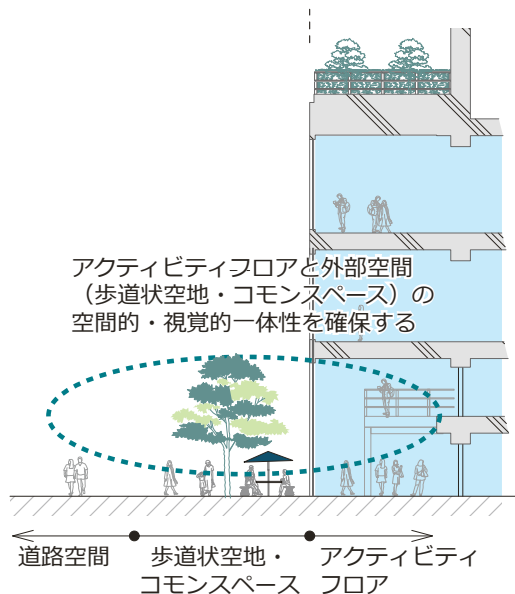 アクティビティフロアと外部空間
（歩道状空地・コモンスペース）の
空間的・視覚的一体性を確保する
道路空間
歩道状空地・
コモンスペース
アクティビティ
フロア